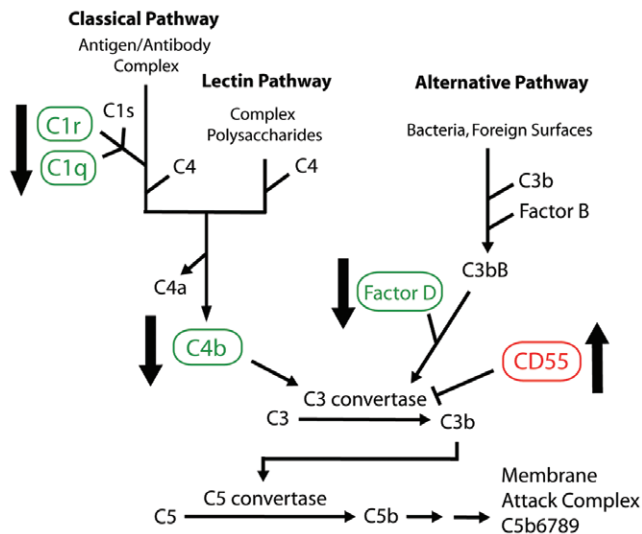 Classical Pathway
Antigen/Antibody
Complex
Lectin Pathway
Complex
Polysaccharides
Alternative Pathway
Bacteria, Foreign Surfaces
C1s
C1r
C1q
C4
C4
C3b
Factor B
C4a
C3bB
Factor D
C4b
CD55
C3 convertase
C3
C3b
C5 convertase
C5
C5b
Membrane
Attack Complex
C5b6789